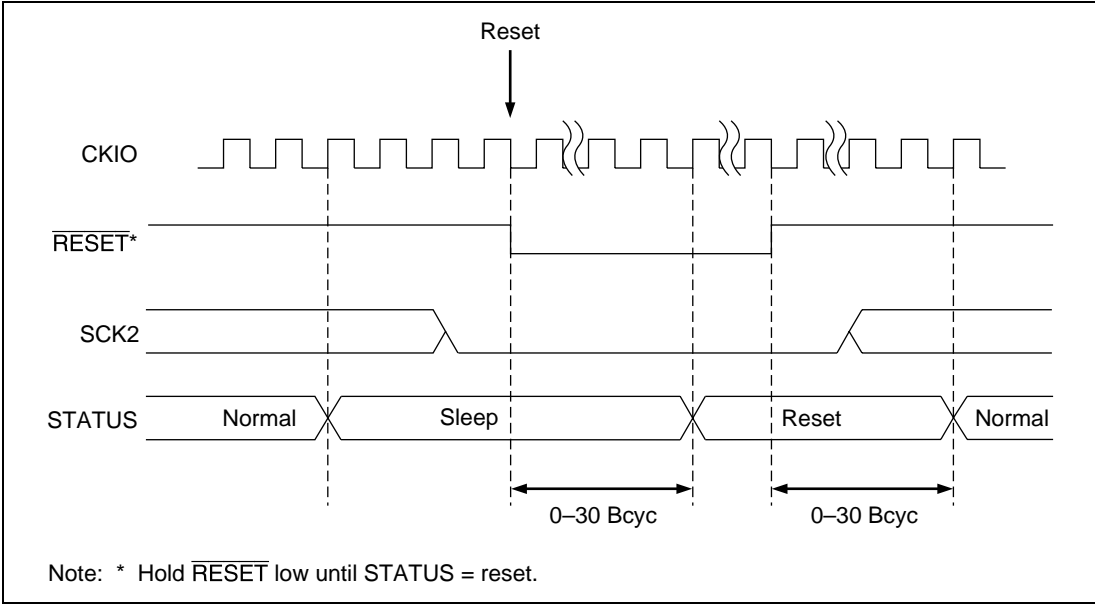 Reset
CKIO
RESET*
SCK2
STATUS
Normal
Sleep
Reset
Normal
0–30 Bcyc
0–30 Bcyc
Note: * Hold RESET low until STATUS = reset.